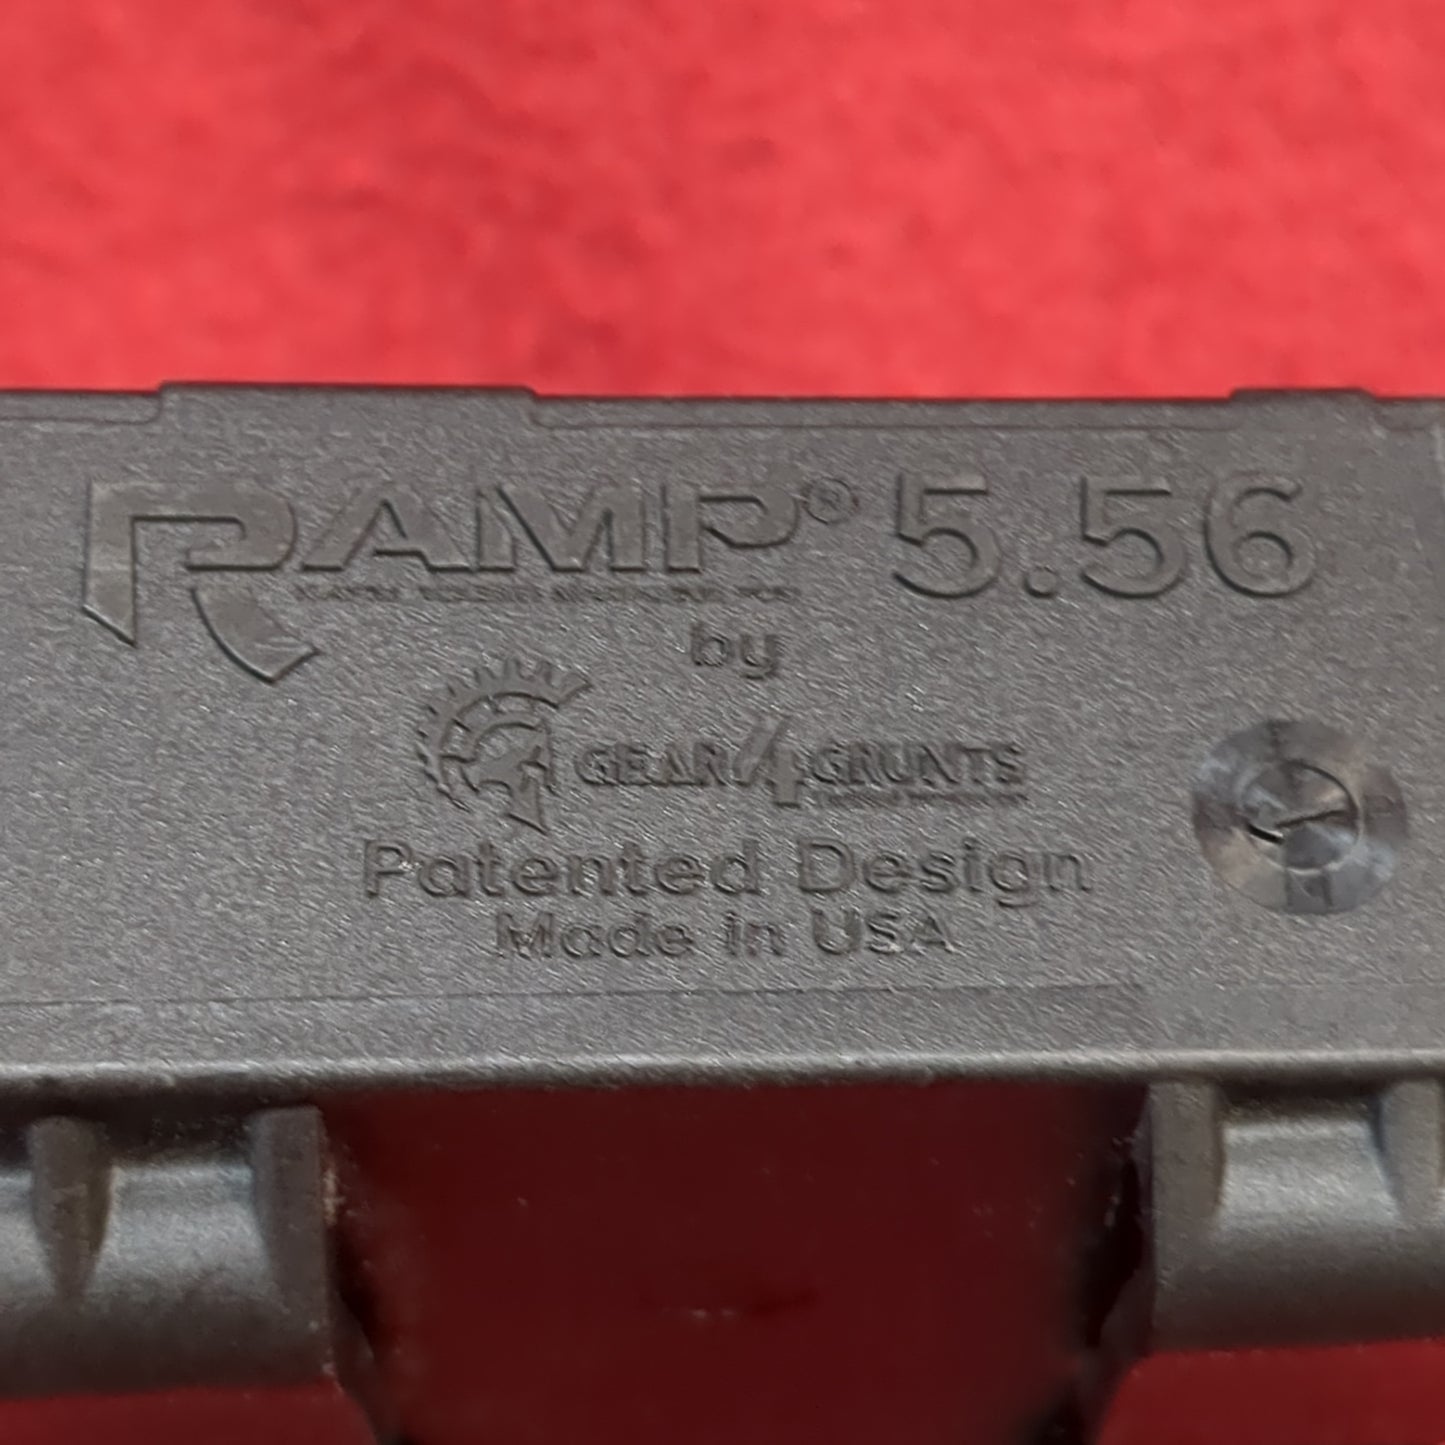 RAMP® 5.56
by
GEAR4GRUNTS
Patented Design
Made in USA